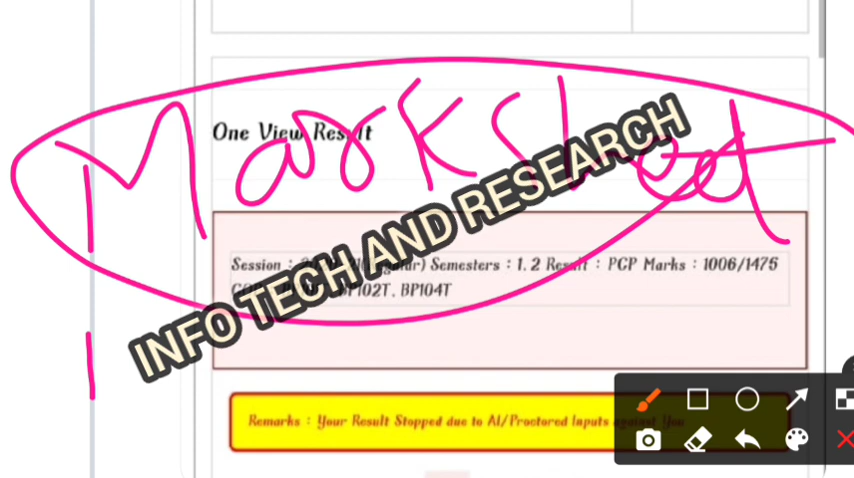 One View Result
Marksheet
INFO TECH AND RESEARCH
Session : (Regular) Semesters : 1, 2 Result : PCP Marks : 1006/1475
BP102T, BP104T
Remarks : Your Result Stopped due to AI/Proctored Inputs against You